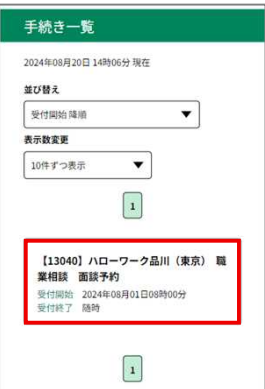 手続き一覧
2024年08月20日 14時06分 現在
並び替え
受付開始 降順
表示数変更
10件ずつ表示
1
【13040】ハローワーク品川（東京） 職
業相談 面談予約
受付開始 2024年08月01日08時00分
受付終了 随時
1